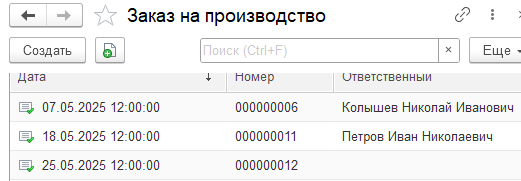 Заказ на производство
Создать Поиск (Ctrl+F) × Еще
Дата ↓ Номер Ответственный
07.05.2025 12:00:00 000000006 Колышев Николай Иванович
18.05.2025 12:00:00 000000011 Петров Иван Николаевич
25.05.2025 12:00:00 000000012